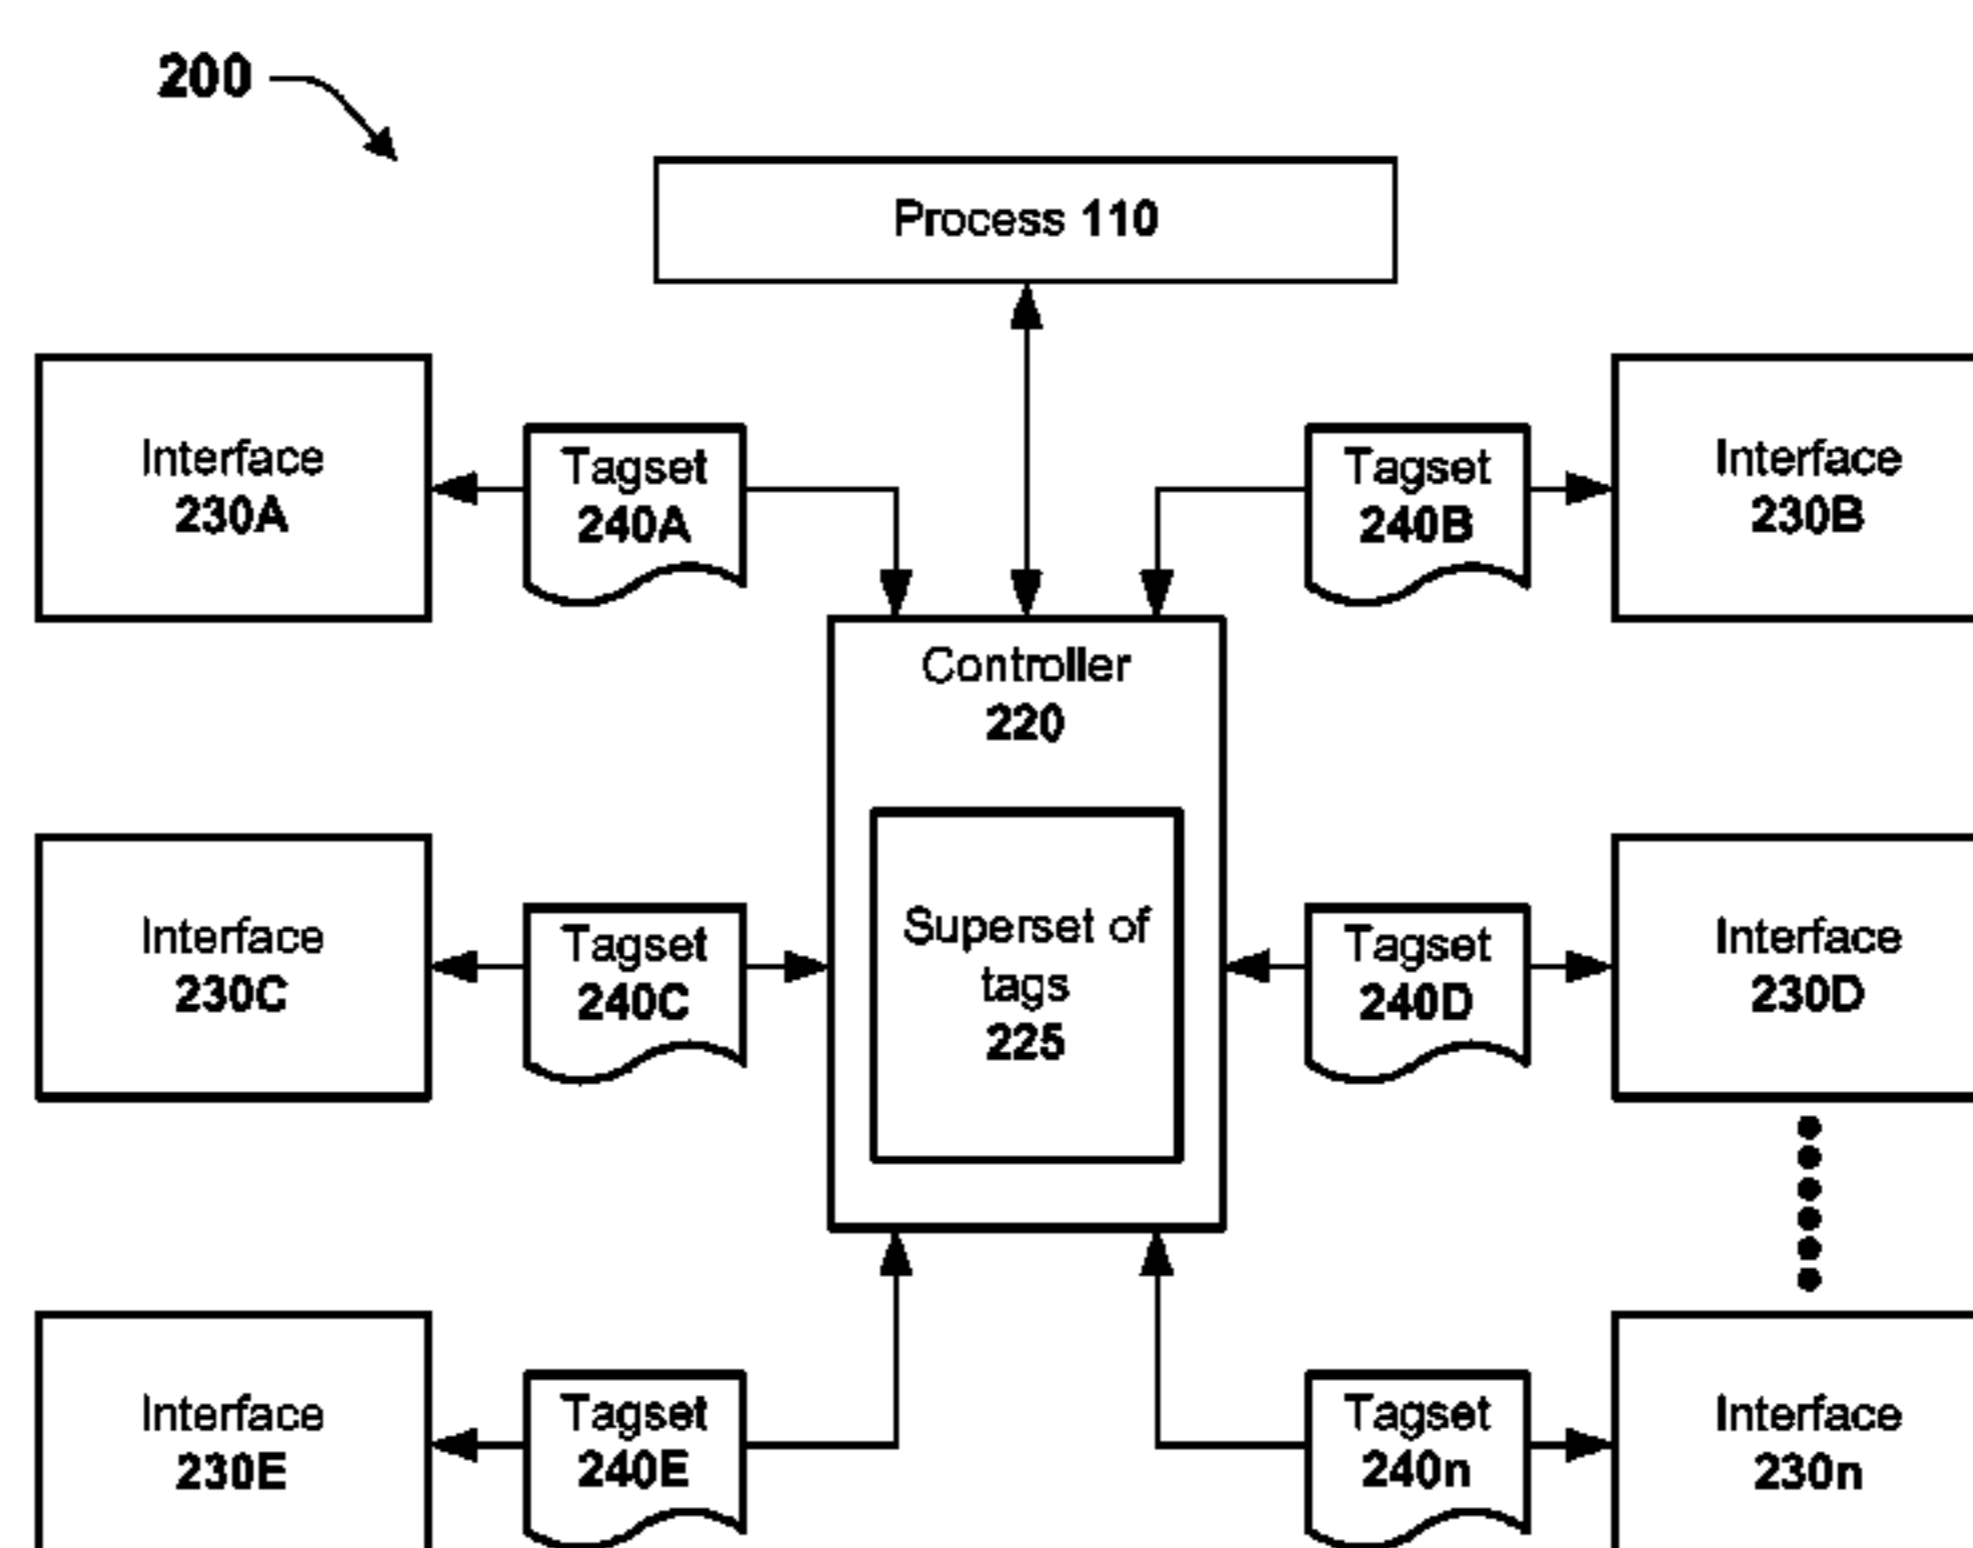 200
Process 110
Interface
230A
Tagset
240A
Tagset
240B
Interface
230B
Controller
220
Superset of
tags
225
Interface
230C
Tagset
240C
Tagset
240D
Interface
230D
Interface
230E
Tagset
240E
Tagset
240n
Interface
230n